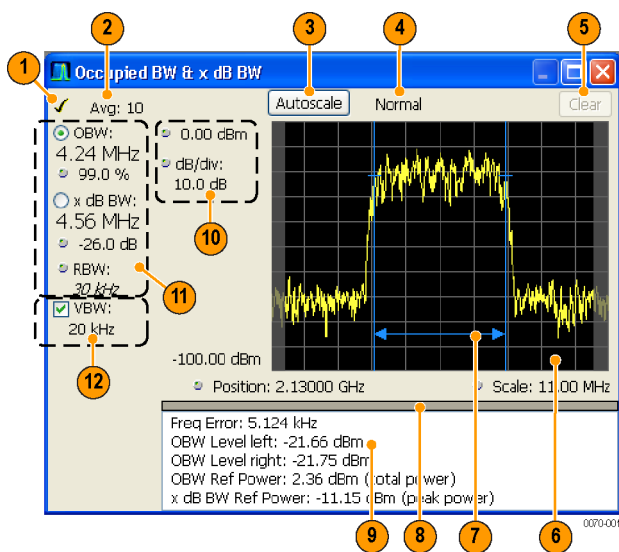 2
3
4
5
1
Occupied BW & x dB BW
Avg: 10
Autoscale
Normal
Clear
OBW:
4.24 MHz
99.0 %
x dB BW:
4.56 MHz
-26.0 dB
RBW:
30 kHz
VBW:
20 kHz
0.00 dBm
dB/div:
10.0 dB
10
11
12
-100.00 dBm
Position: 2.13000 GHz
Scale: 11.00 MHz
Freq Error: 5.124 kHz
OBW Level left: -21.66 dBm
OBW Level right: -21.75 dBm
OBW Ref Power: 2.36 dBm (total power)
x dB BW Ref Power: -11.15 dBm (peak power)
9
8
7
6
0070-001